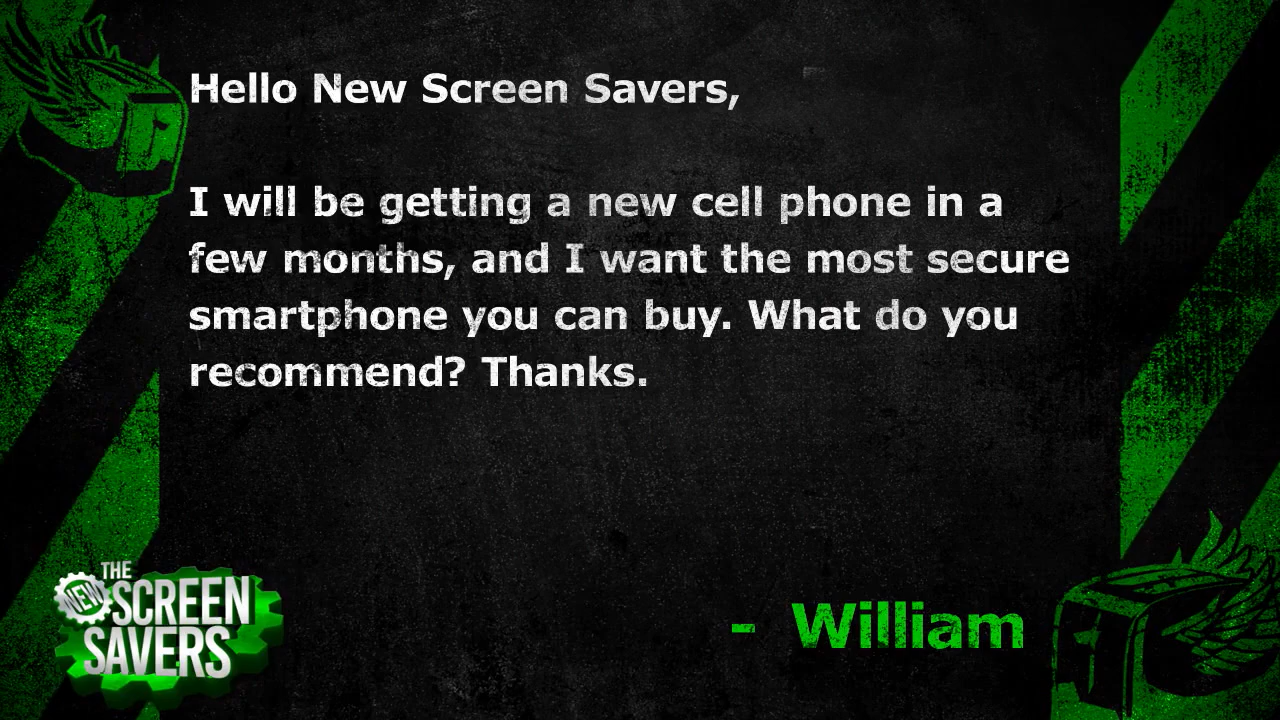 Hello New Screen Savers,
I will be getting a new cell phone in a
few months, and I want the most secure
smartphone you can buy. What do you
recommend? Thanks.
- William
THE
NEW
SCREEN
SAVERS